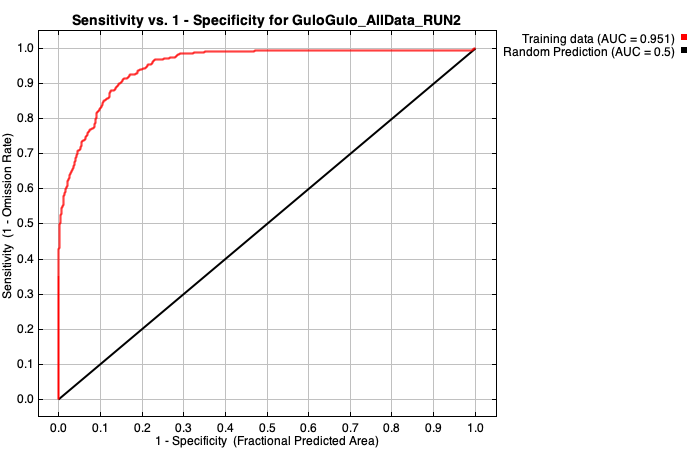 Sensitivity vs. 1 - Specificity for GuloGulo_AllData_RUN2
Training data (AUC = 0.951)
Random Prediction (AUC = 0.5)
Sensitivity (1 - Omission Rate)
1.0
0.9
0.8
0.7
0.6
0.5
0.4
0.3
0.2
0.1
0.0
0.0 0.1 0.2 0.3 0.4 0.5 0.6 0.7 0.8 0.9 1.0
1 - Specificity (Fractional Predicted Area)